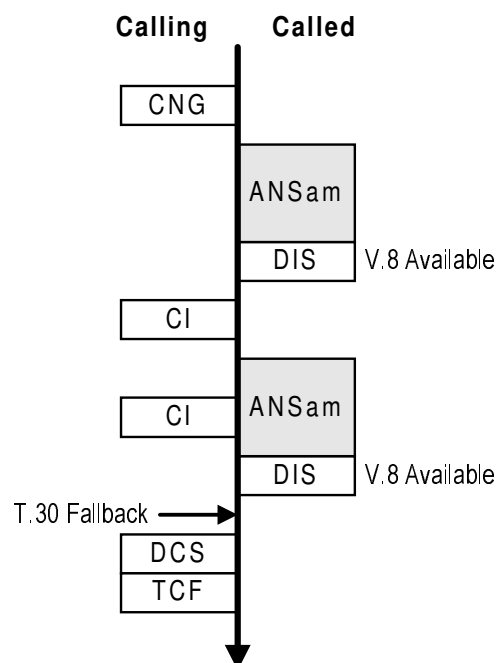 Calling Called
CNG
ANSam
DIS V.8 Available
CI
CI ANSam
DIS V.8 Available
T.30 Fallback
DCS
TCF